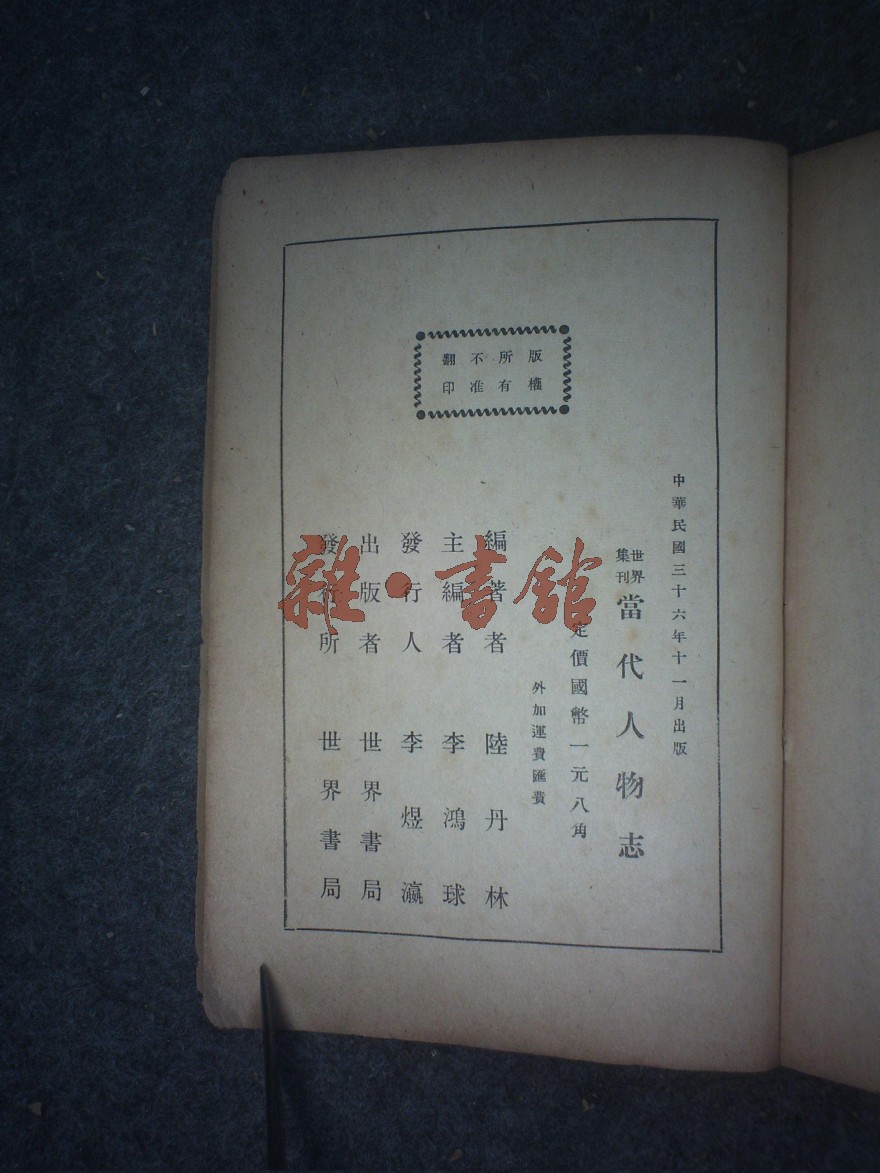 版權
所有
不准
翻印
中華民國三十六年十一月出版
世界
集刊
當代人物志
定價國幣一元八角
外加運費匯費
編著者 陸丹林
主編者 李鴻球
發行人 李煜瀛
出版者 世界書局
發行所 世界書局
雜·書館